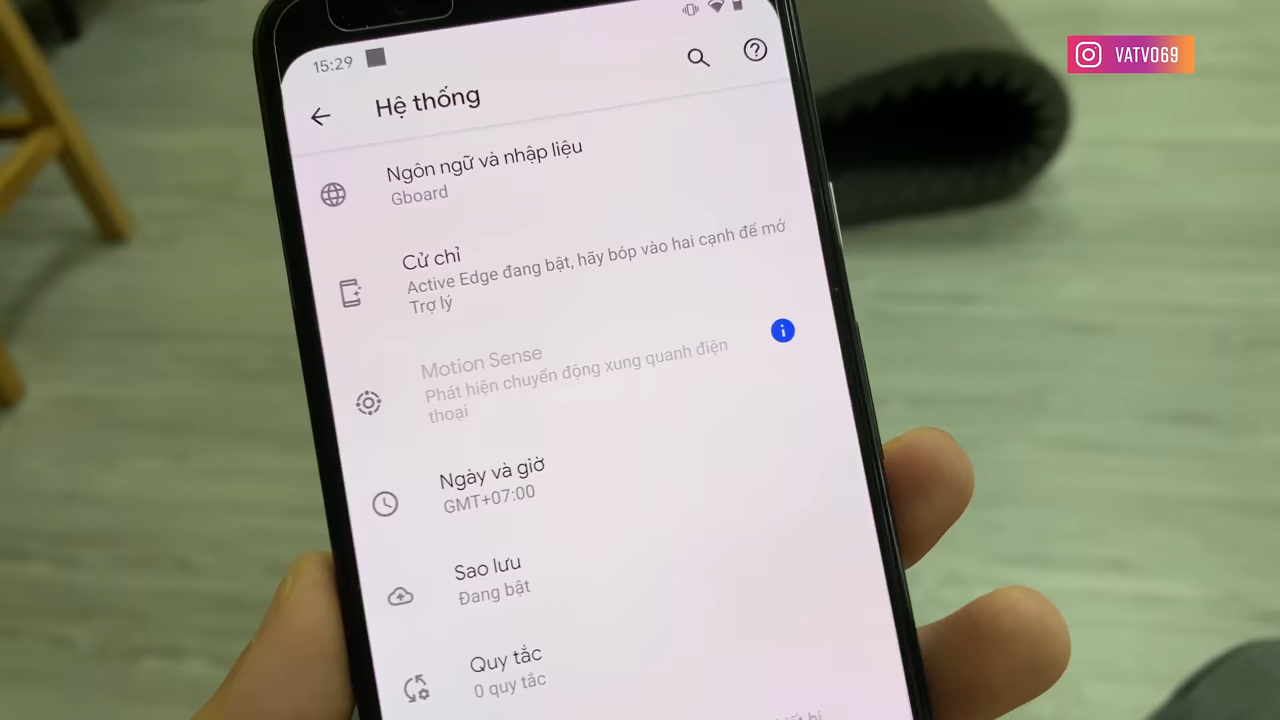 VATVO69
15:29
Hệ thống
Ngôn ngữ và nhập liệu
Gboard
Cử chỉ
Active Edge đang bật, hãy bóp vào hai cạnh để mở
Trợ lý
Motion Sense
Phát hiện chuyển động xung quanh điện
thoại
Ngày và giờ
GMT+07:00
Sao lưu
Đang bật
Quy tắc
0 quy tắc